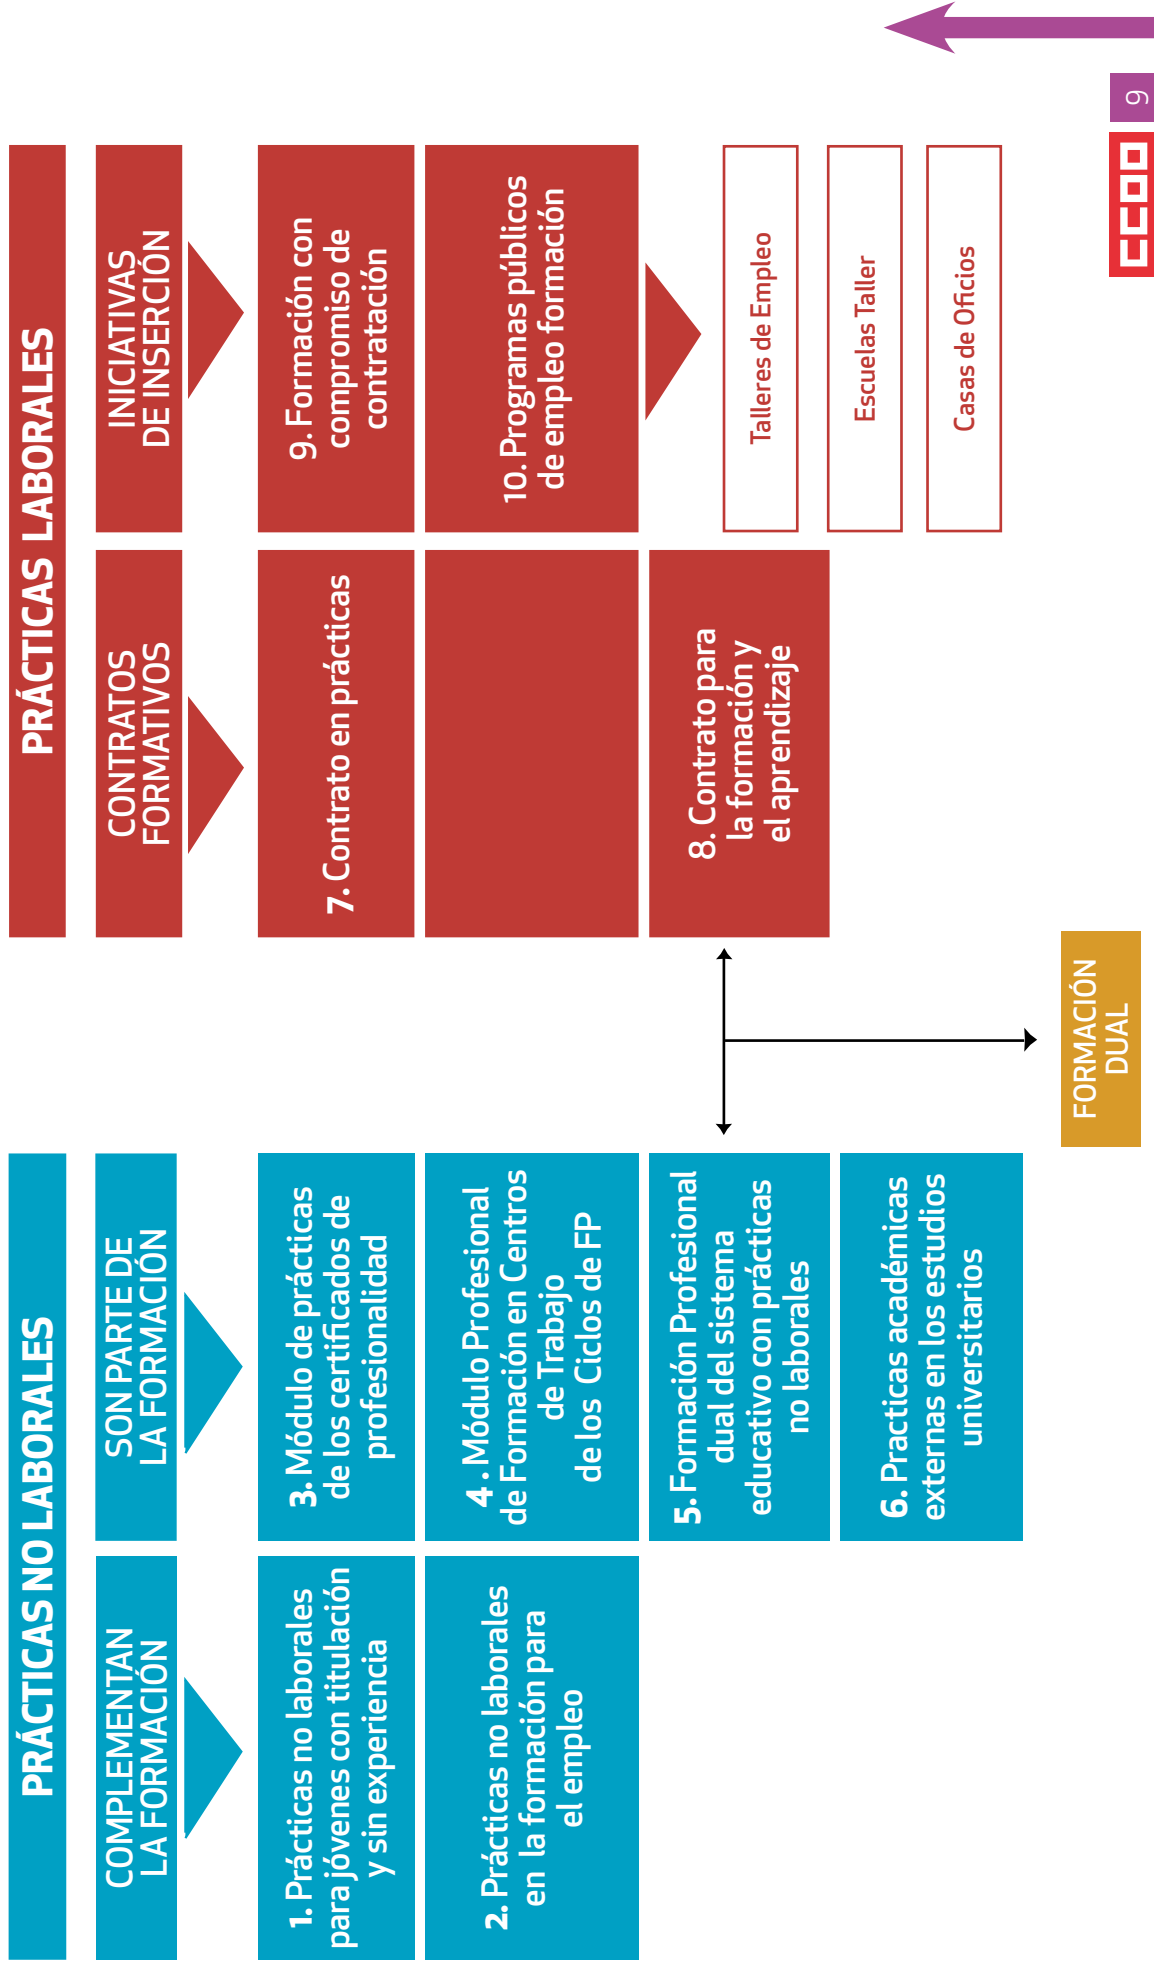 PRÁCTICAS NO LABORALES
COMPLEMENTAN
LA FORMACIÓN
1. Prácticas no laborales
para jóvenes con titulación
y sin experiencia
2. Prácticas no laborales
en la formación para
el empleo
SON PARTE DE
LA FORMACIÓN
3. Módulo de prácticas
de los certificados de
profesionalidad
4 . Módulo Profesional
de Formación en Centros
de Trabajo
de los Ciclos de FP
5. Formación Profesional
dual del sistema
educativo con prácticas
no laborales
6. Practicas académicas
externas en los estudios
universitarios
FORMACIÓN
DUAL
PRÁCTICAS LABORALES
CONTRATOS
FORMATIVOS
7. Contrato en prácticas
8. Contrato para
la formación y
el aprendizaje
INICIATIVAS
DE INSERCIÓN
9. Formación con
compromiso de
contratación
10. Programas públicos
de empleo formación
Talleres de Empleo
Escuelas Taller
Casas de Oficios
CCOO
9